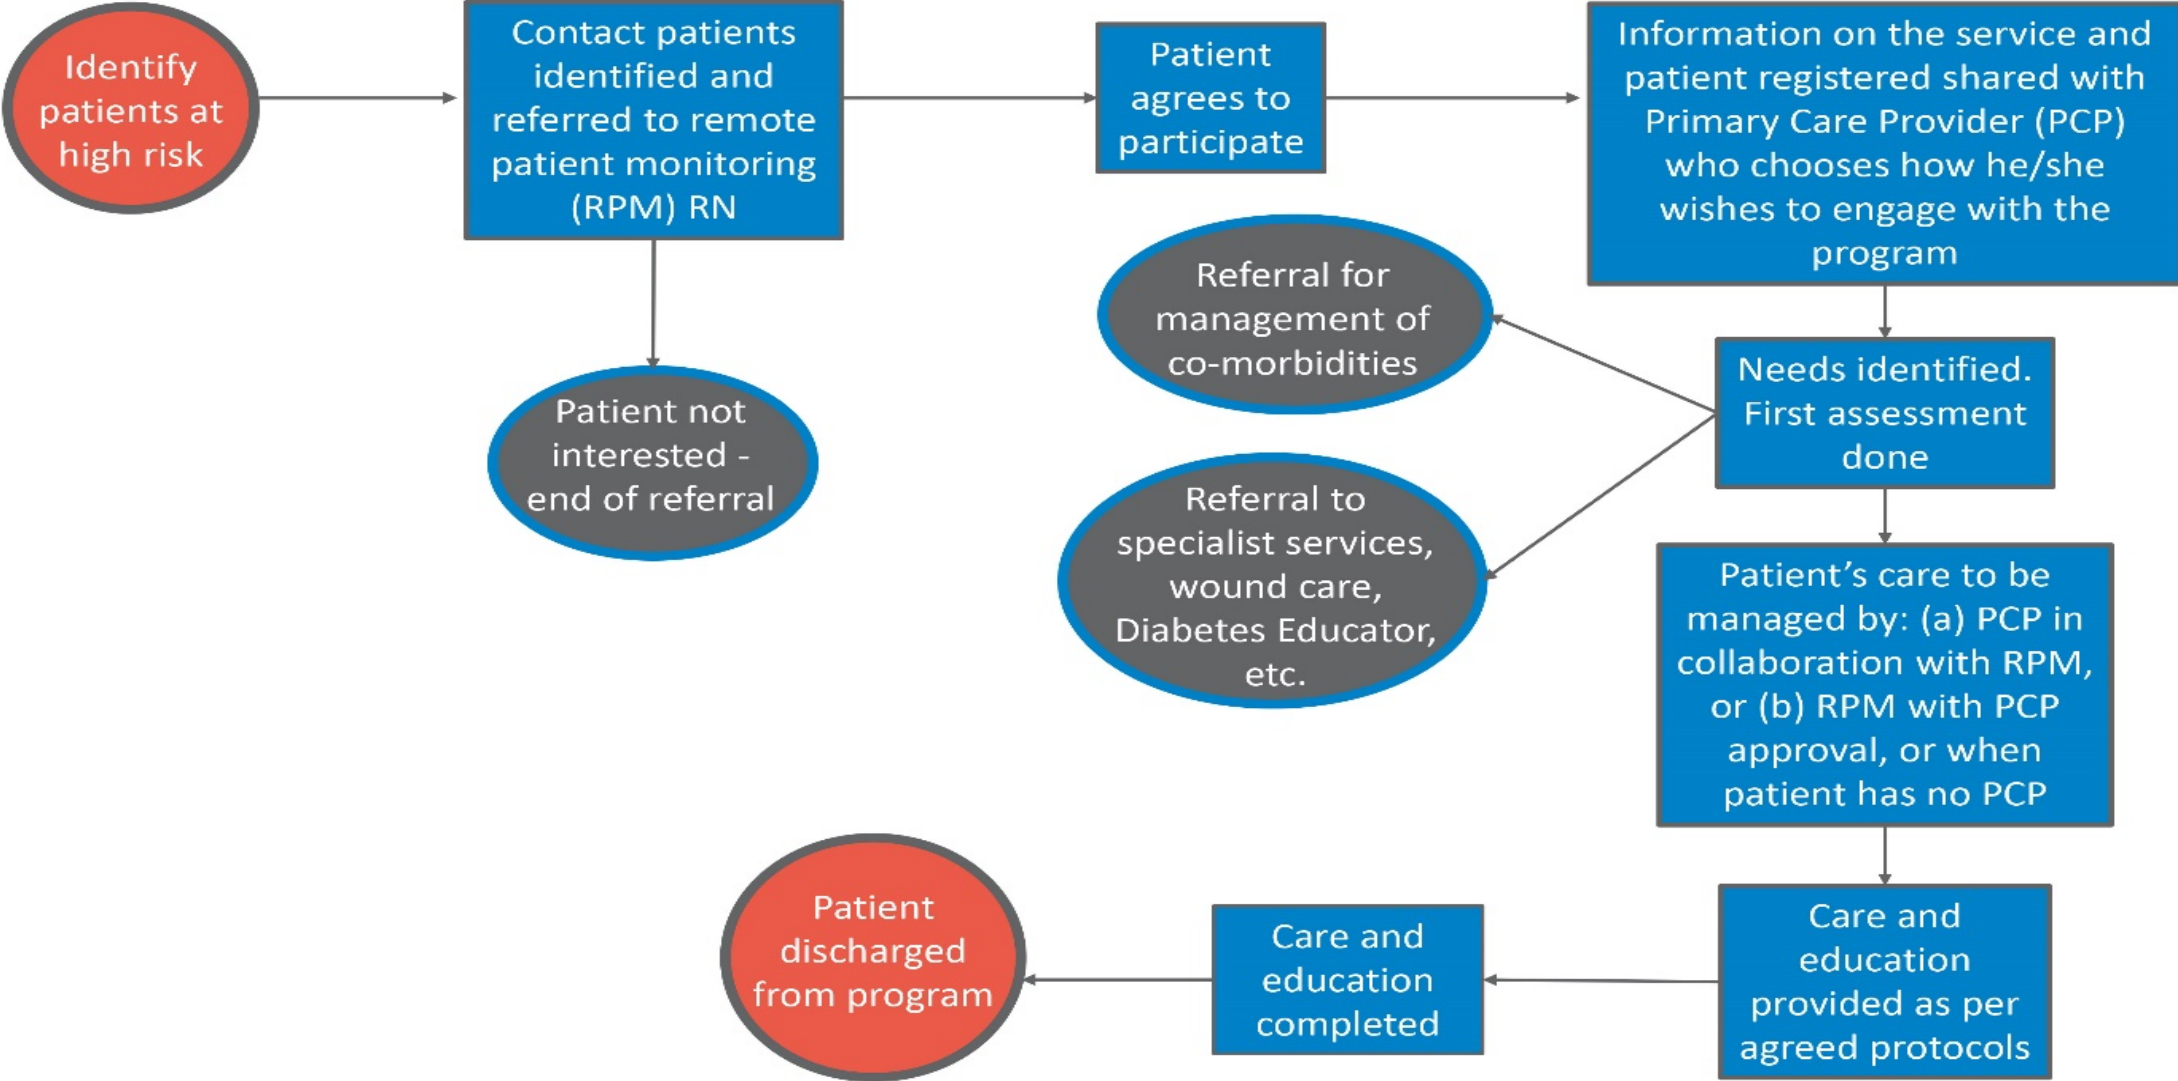 Identify
patients at
high risk
Contact patients
identified and
referred to remote
patient monitoring
(RPM) RN
Patient
agrees to
participate
Information on the service and
patient registered shared with
Primary Care Provider (PCP)
who chooses how he/she
wishes to engage with the
program
Patient not
interested -
end of referral
Referral for
management of
co-morbidities
Needs identified.
First assessment
done
Referral to
specialist services,
wound care,
Diabetes Educator,
etc.
Patient’s care to be
managed by: (a) PCP in
collaboration with RPM,
or (b) RPM with PCP
approval, or when
patient has no PCP
Care and
education
provided as per
agreed protocols
Care and
education
completed
Patient
discharged
from program